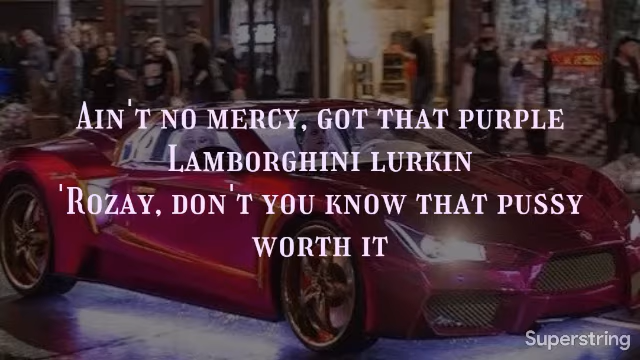 Ain't no mercy, got that purple
Lamborghini lurkin
'Rozay, don't you know that pussy
worth it
Superstring